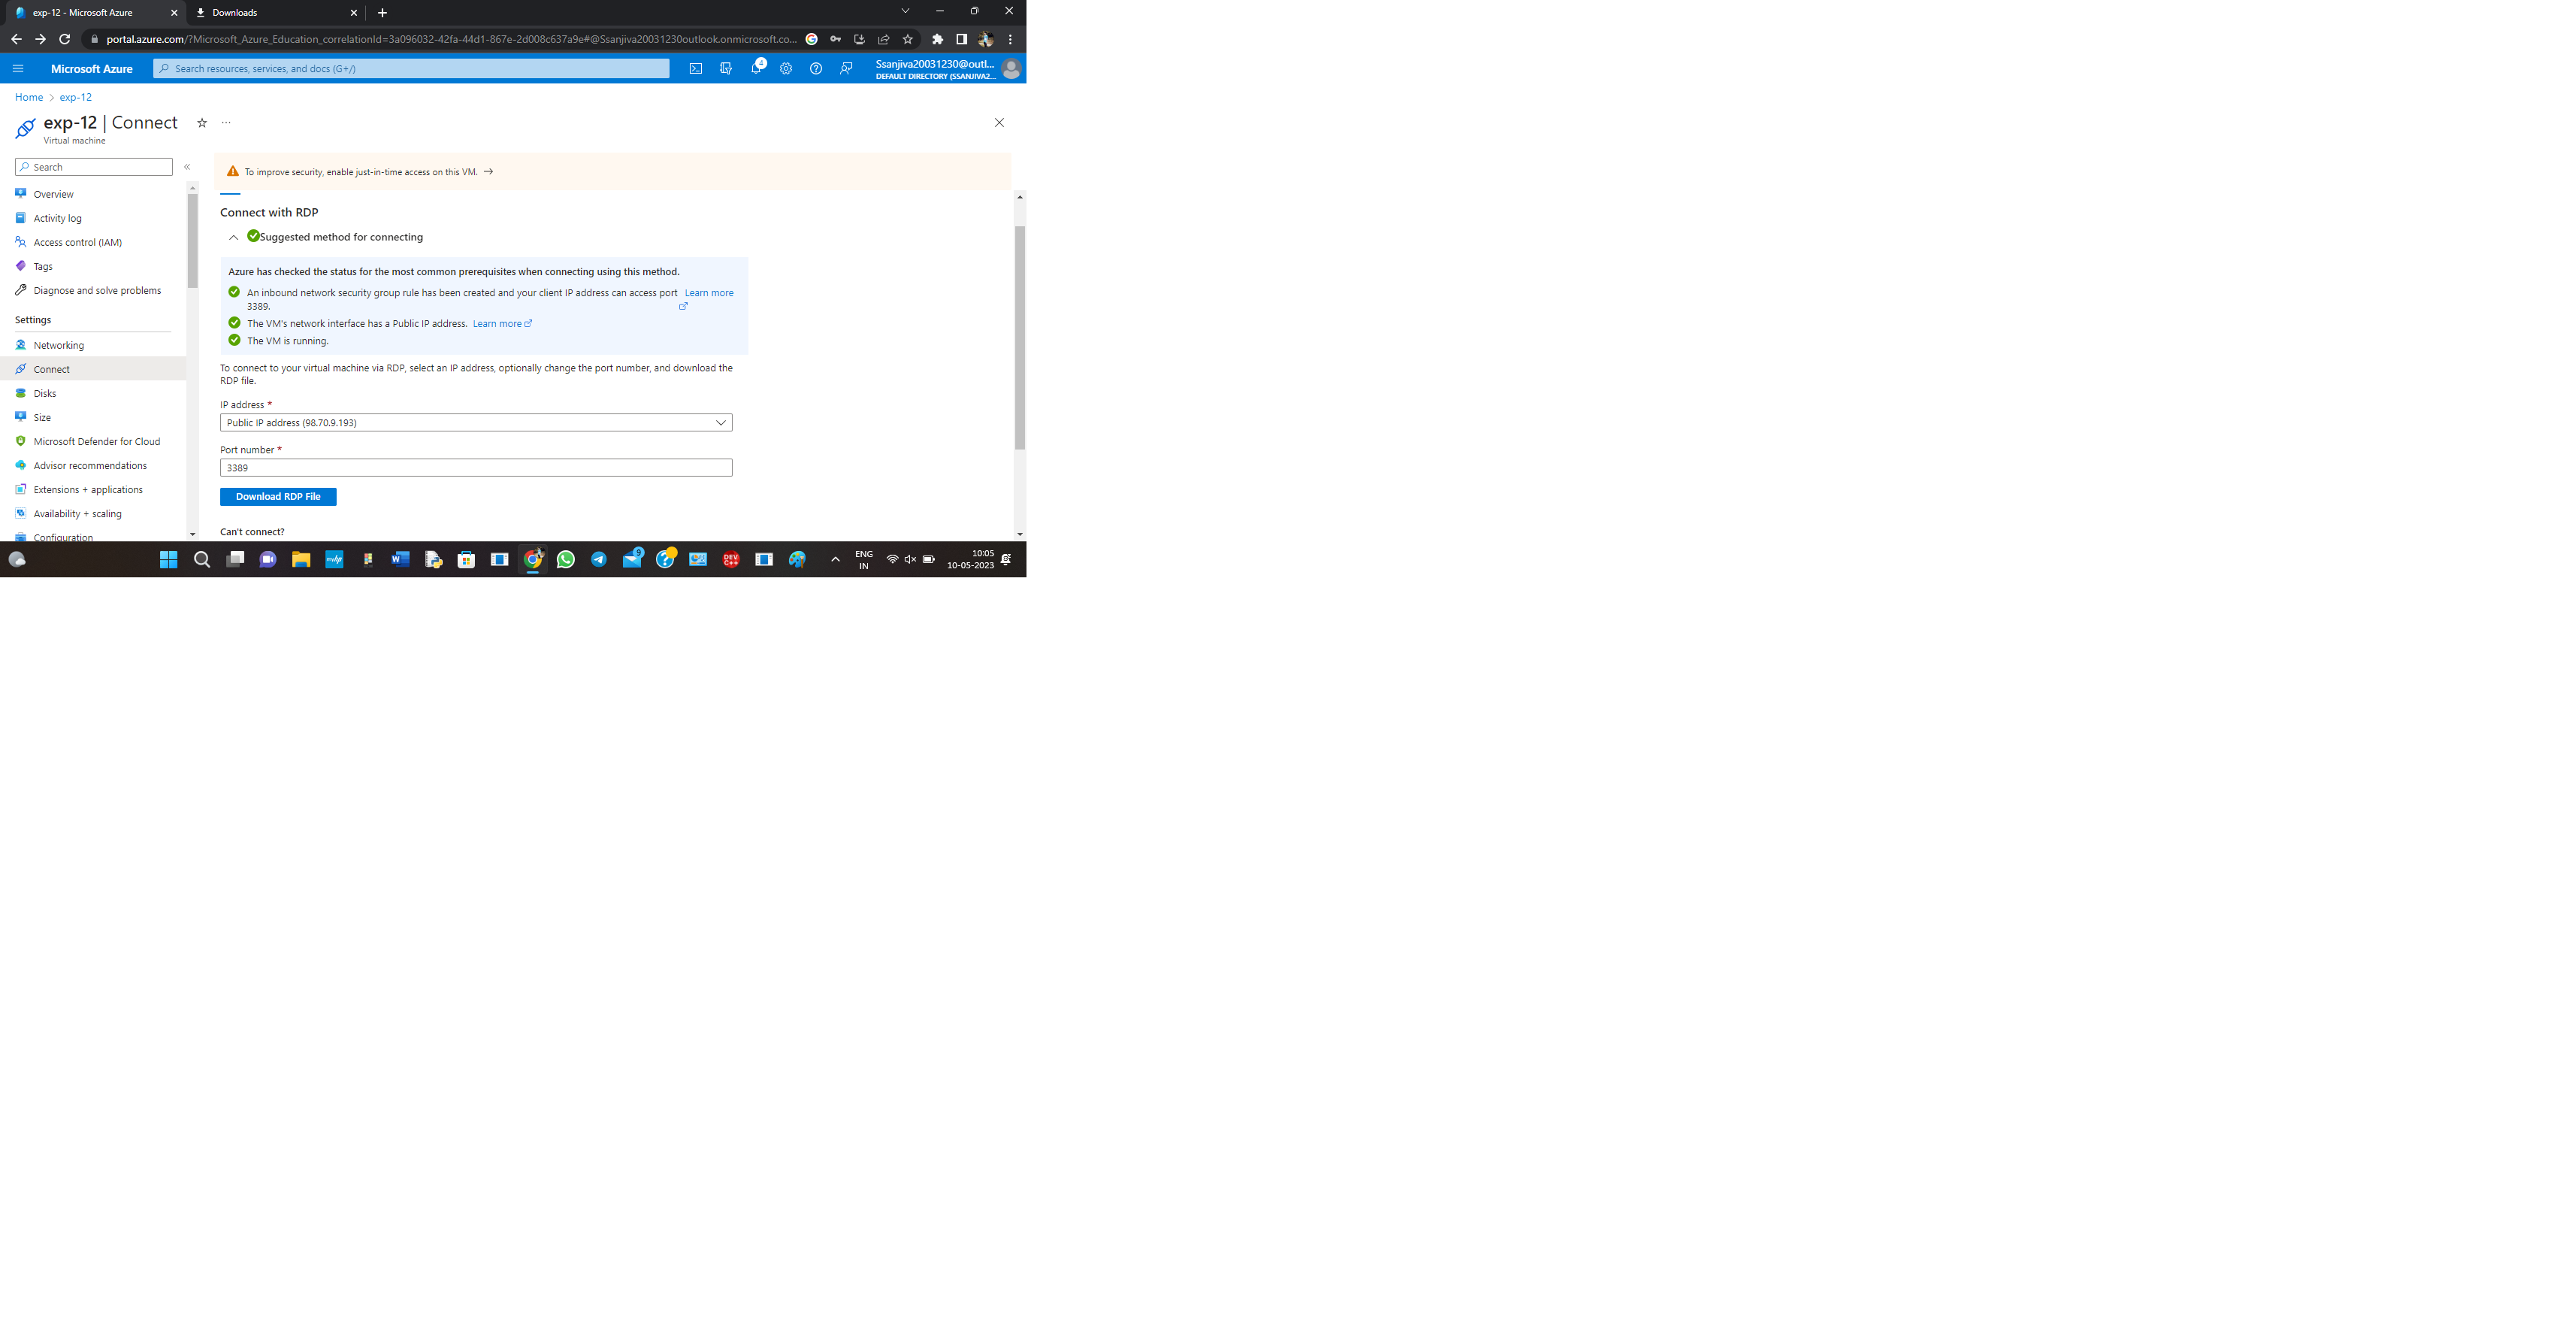 exp-12 - Microsoft Azure
Downloads
portal.azure.com/?Microsoft_Azure_Education_correlationId=3a096032-42fa-44d1-867e-2d008c637a9e#@Ssanjiva20031230outlook.onmicrosoft.co...
Microsoft Azure
Search resources, services, and docs (G+/)
4
Ssanjiva20031230@outl...
DEFAULT DIRECTORY (SSANJIVA2...
Home > exp-12
exp-12 | Connect
Virtual machine
Search
Overview
Activity log
Access control (IAM)
Tags
Diagnose and solve problems
Settings
Networking
Connect
Disks
Size
Microsoft Defender for Cloud
Advisor recommendations
Extensions + applications
Availability + scaling
Configuration
To improve security, enable just-in-time access on this VM.
Connect with RDP
Suggested method for connecting
Azure has checked the status for the most common prerequisites when connecting using this method.
An inbound network security group rule has been created and your client IP address can access port Learn more
3389.
The VM's network interface has a Public IP address. Learn more
The VM is running.
To connect to your virtual machine via RDP, select an IP address, optionally change the port number, and download the
RDP file.
IP address *
Public IP address (98.70.9.193)
Port number *
3389
Download RDP File
Can't connect?
9
DEV
C++
ENG
IN
10:05
10-05-2023